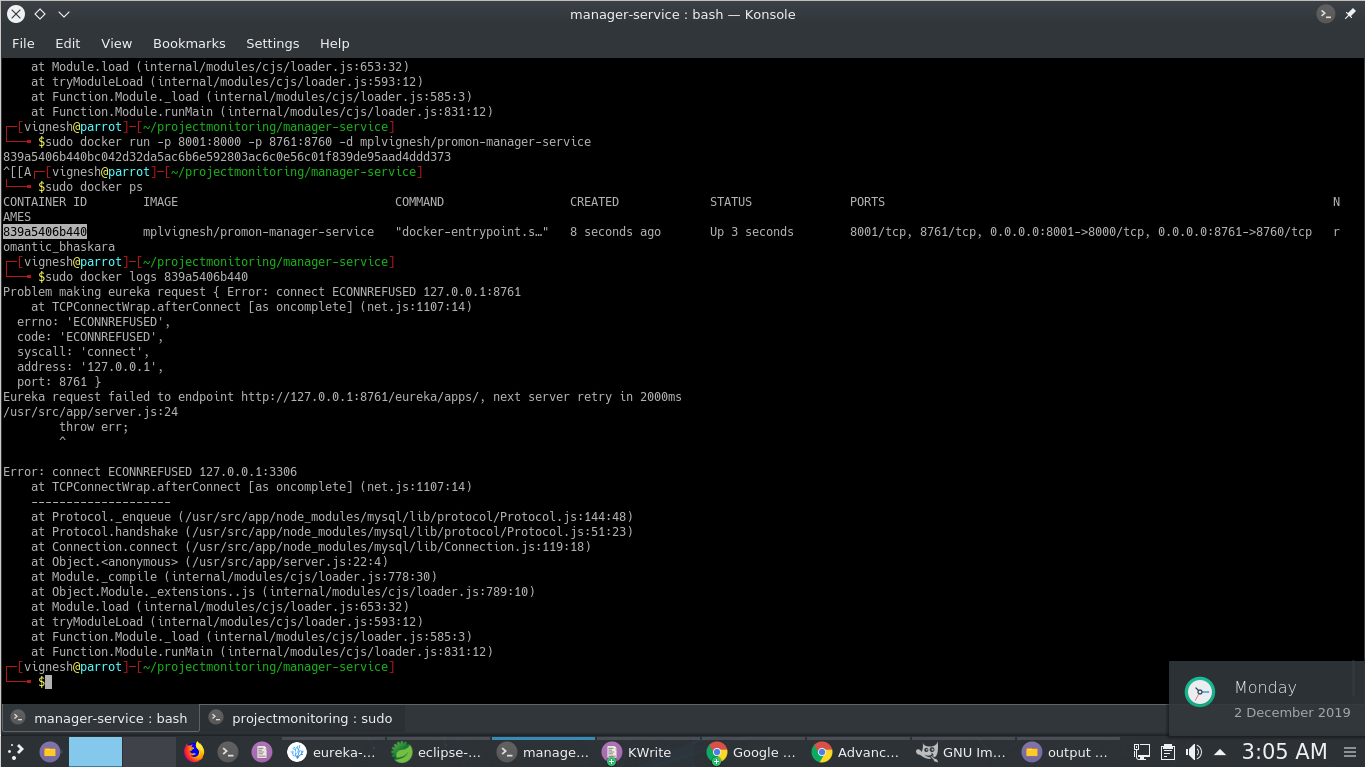 manager-service : bash — Konsole
File Edit View Bookmarks Settings Help
at Module.load (internal/modules/cjs/loader.js:653:32)
at tryModuleLoad (internal/modules/cjs/loader.js:593:12)
at Function.Module._load (internal/modules/cjs/loader.js:585:3)
at Function.Module.runMain (internal/modules/cjs/loader.js:831:12)
┌─[vignesh@parrot]─[~/projectmonitoring/manager-service]
└──╼ $sudo docker run -p 8001:8000 -p 8761:8760 -d mplvignesh/promon-manager-service
839a5406b440bc042d32da5ac6b6e592803ac6c0e56c01f839de95aad4ddd373
^[[A┌─[vignesh@parrot]─[~/projectmonitoring/manager-service]
└──╼ $sudo docker ps
CONTAINER ID IMAGE COMMAND CREATED STATUS PORTS N
AMES
839a5406b440 mplvignesh/promon-manager-service "docker-entrypoint.s…" 8 seconds ago Up 3 seconds 8001/tcp, 8761/tcp, 0.0.0.0:8001->8000/tcp, 0.0.0.0:8761->8760/tcp r
omantic_bhaskara
┌─[vignesh@parrot]─[~/projectmonitoring/manager-service]
└──╼ $sudo docker logs 839a5406b440
Problem making eureka request { Error: connect ECONNREFUSED 127.0.0.1:8761
at TCPConnectWrap.afterConnect [as oncomplete] (net.js:1107:14)
errno: 'ECONNREFUSED',
code: 'ECONNREFUSED',
syscall: 'connect',
address: '127.0.0.1',
port: 8761 }
Eureka request failed to endpoint http://127.0.0.1:8761/eureka/apps/, next server retry in 2000ms
/usr/src/app/server.js:24
throw err;
^
Error: connect ECONNREFUSED 127.0.0.1:3306
at TCPConnectWrap.afterConnect [as oncomplete] (net.js:1107:14)
--------------------
at Protocol._enqueue (/usr/src/app/node_modules/mysql/lib/protocol/Protocol.js:144:48)
at Protocol.handshake (/usr/src/app/node_modules/mysql/lib/protocol/Protocol.js:51:23)
at Connection.connect (/usr/src/app/node_modules/mysql/lib/Connection.js:119:18)
at Object.<anonymous> (/usr/src/app/server.js:22:4)
at Module._compile (internal/modules/cjs/loader.js:778:30)
at Object.Module._extensions..js (internal/modules/cjs/loader.js:789:10)
at Module.load (internal/modules/cjs/loader.js:653:32)
at tryModuleLoad (internal/modules/cjs/loader.js:593:12)
at Function.Module._load (internal/modules/cjs/loader.js:585:3)
at Function.Module.runMain (internal/modules/cjs/loader.js:831:12)
┌─[vignesh@parrot]─[~/projectmonitoring/manager-service]
└──╼ $
Monday
2 December 2019
manager-service : bash projectmonitoring : sudo
eureka-... eclipse-... manage... KWrite Google ... Advanc... GNU Im... output ... 3:05 AM